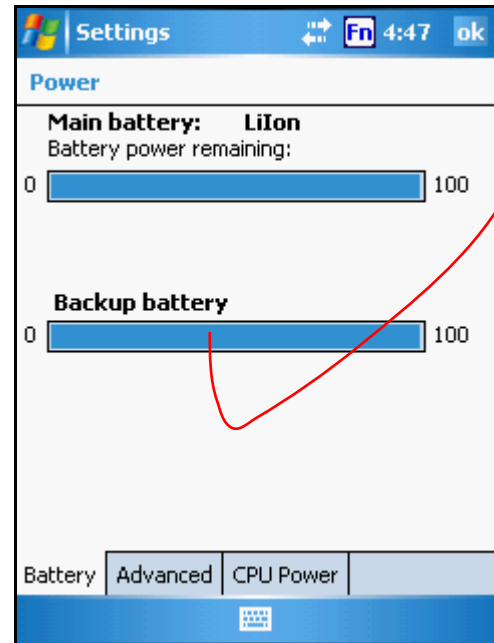 Settings Fn 4:47 ok
Power
Main battery: LiIon
Battery power remaining:
0 100
Backup battery
0 100
Battery Advanced CPU Power